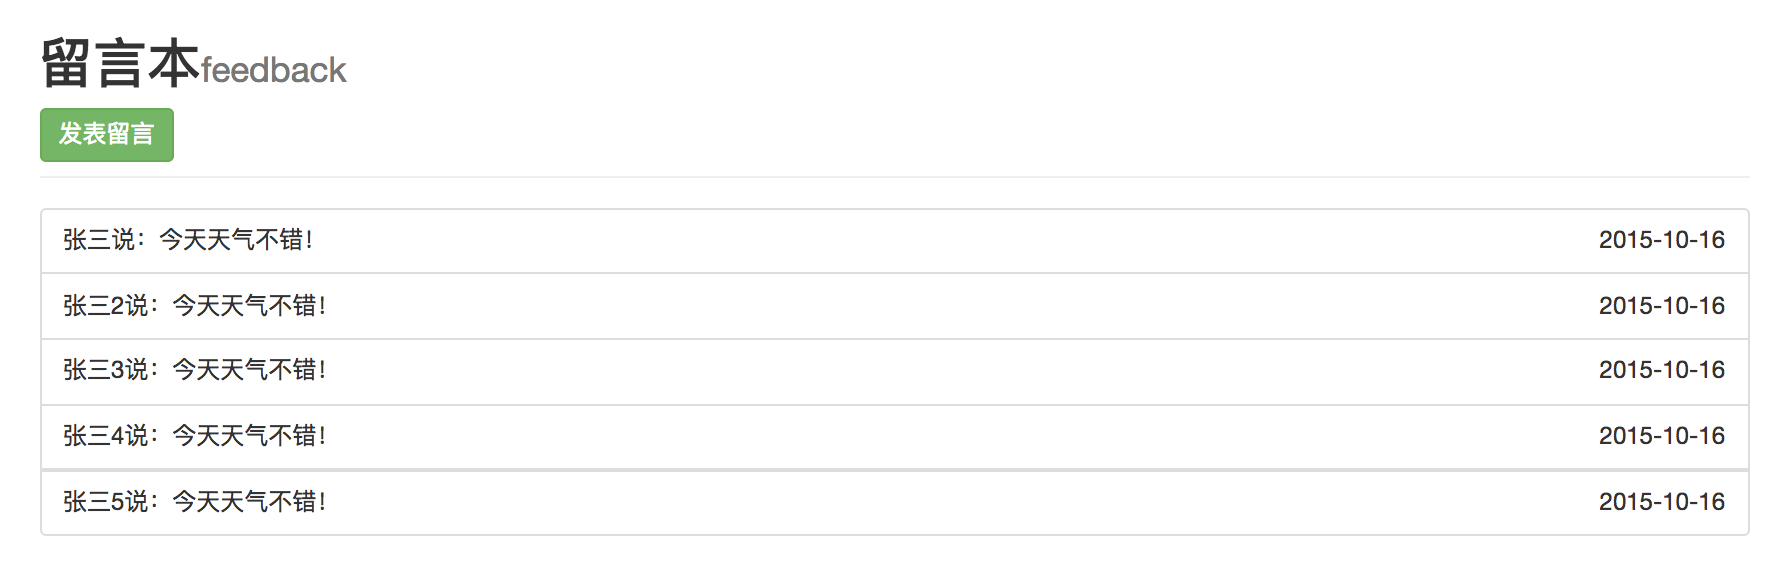 留言本feedback
发表留言
张三说：今天天气不错！ 2015-10-16
张三2说：今天天气不错！ 2015-10-16
张三3说：今天天气不错！ 2015-10-16
张三4说：今天天气不错！ 2015-10-16
张三5说：今天天气不错！ 2015-10-16